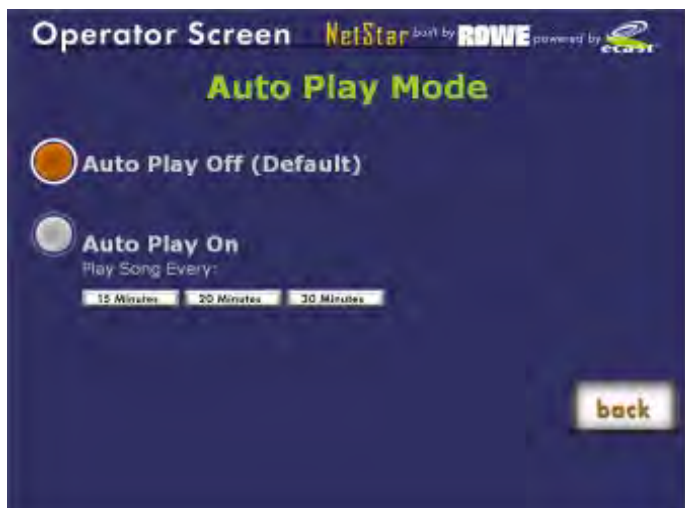 Operator Screen NetStar built by ROWE powered by ecast
Auto Play Mode
Auto Play Off (Default)
Auto Play On
Play Song Every:
15 Minutes 20 Minutes 30 Minutes
back